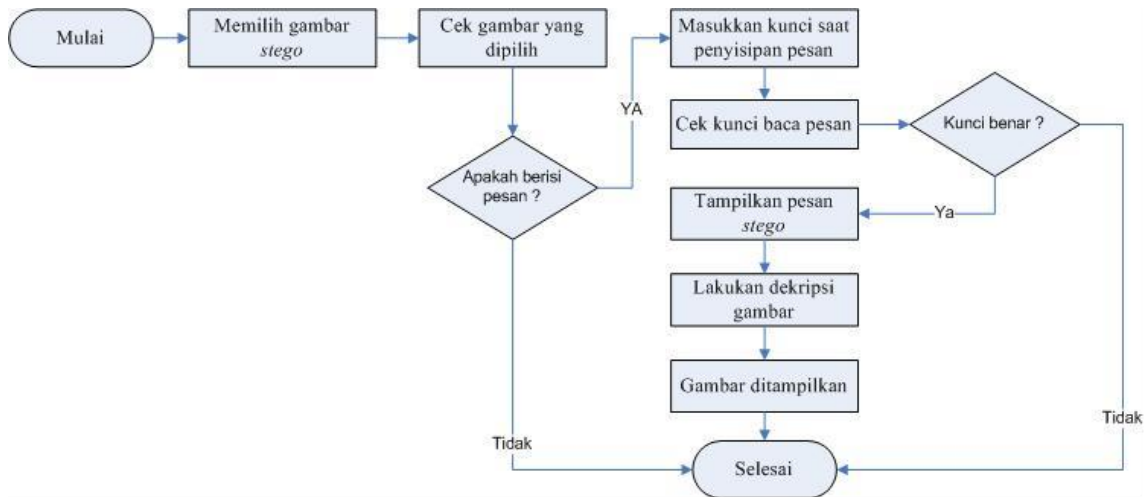 Mulai
Memilih gambar
stego
Cek gambar yang
dipilih
Masukkan kunci saat
penyisipan pesan
YA
Cek kunci baca pesan
Kunci benar ?
Apakah berisi
pesan ?
Tampilkan pesan
stego
Ya
Lakukan dekripsi
gambar
Gambar ditampilkan
Tidak
Tidak
Selesai